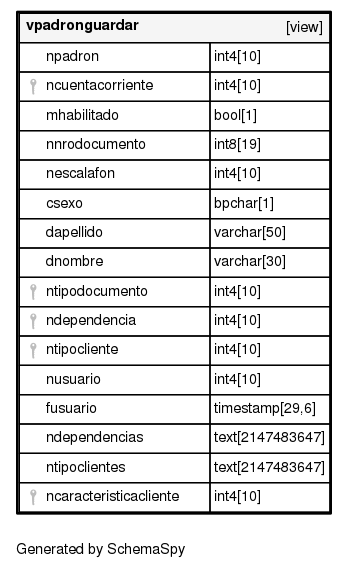 vpadronguardar [view]
npadron int4[10]
ncuentacorriente int4[10]
mhabilitado bool[1]
nnrodocumento int8[19]
nescalafon int4[10]
csexo bpchar[1]
dapellido varchar[50]
dnombre varchar[30]
ntipodocumento int4[10]
ndependencia int4[10]
ntipocliente int4[10]
nusuario int4[10]
fusuario timestamp[29,6]
ndependencias text[2147483647]
ntipoclientes text[2147483647]
ncaracteristicacliente int4[10]
Generated by SchemaSpy